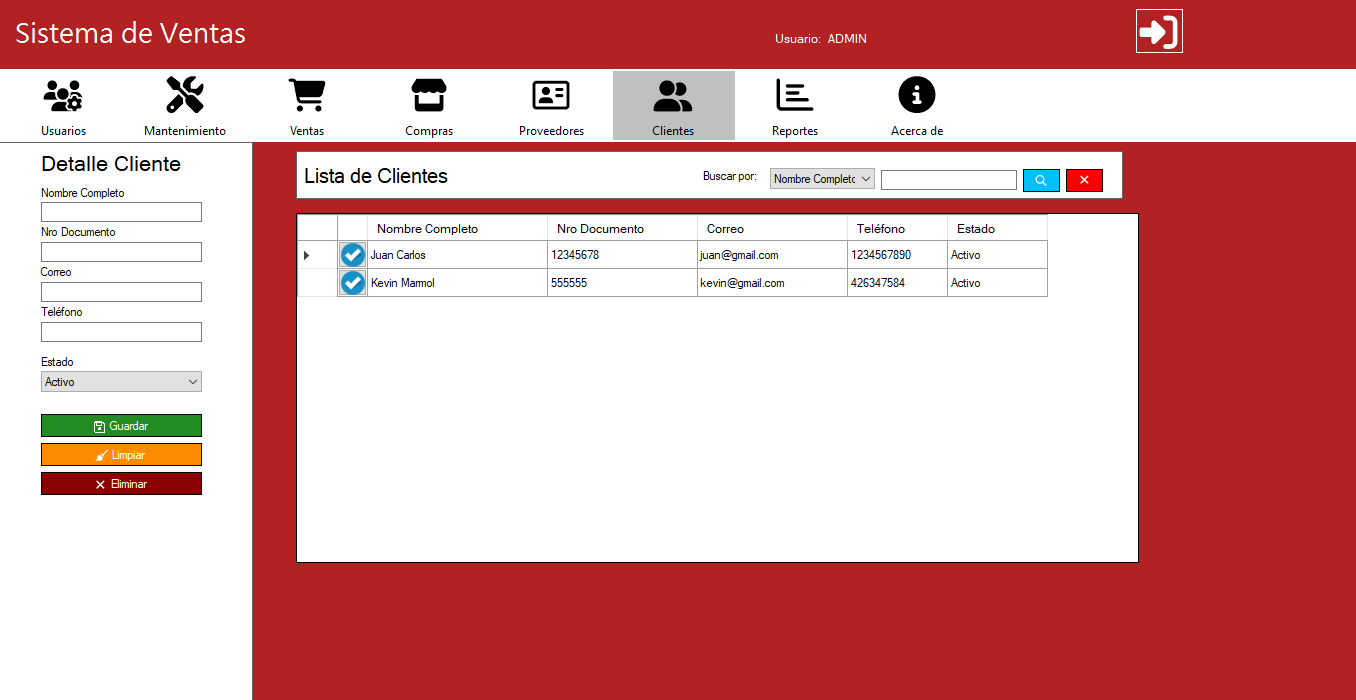 Sistema de Ventas
Usuario: ADMIN
Usuarios Mantenimiento Ventas Compras Proveedores Clientes Reportes Acerca de
Detalle Cliente
Nombre Completo
Nro Documento
Correo
Teléfono
Estado
Activo
Guardar
Limpiar
Eliminar
Lista de Clientes Buscar por: Nombre Completo
Nombre Completo Nro Documento Correo Teléfono Estado
Juan Carlos 12345678 juan@gmail.com 1234567890 Activo
Kevin Marmol 555555 kevin@gmail.com 426347584 Activo